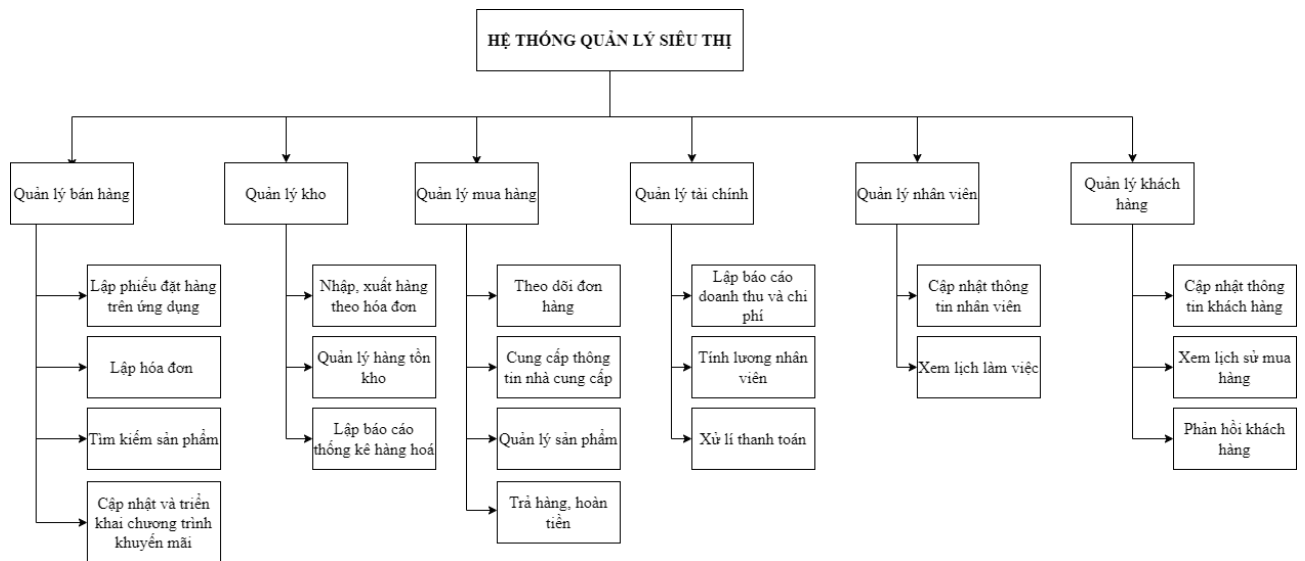 HỆ THỐNG QUẢN LÝ SIÊU THỊ
Quản lý bán hàng
Quản lý kho
Quản lý mua hàng
Quản lý tài chính
Quản lý nhân viên
Quản lý khách
hàng
Lập phiếu đặt hàng
trên ứng dụng
Lập hóa đơn
Tìm kiếm sản phẩm
Cập nhật và triển
khai chương trình
khuyến mãi
Nhập, xuất hàng
theo hóa đơn
Quản lý hàng tồn
kho
Lập báo cáo
thống kê hàng hoá
Theo dõi đơn
hàng
Cung cấp thông
tin nhà cung cấp
Quản lý sản phẩm
Trả hàng, hoàn
tiền
Lập báo cáo
doanh thu và chi
phí
Tính lương nhân
viên
Xử lí thanh toán
Cập nhật thông
tin nhân viên
Xem lịch làm việc
Cập nhật thông
tin khách hàng
Xem lịch sử mua
hàng
Phản hồi khách
hàng